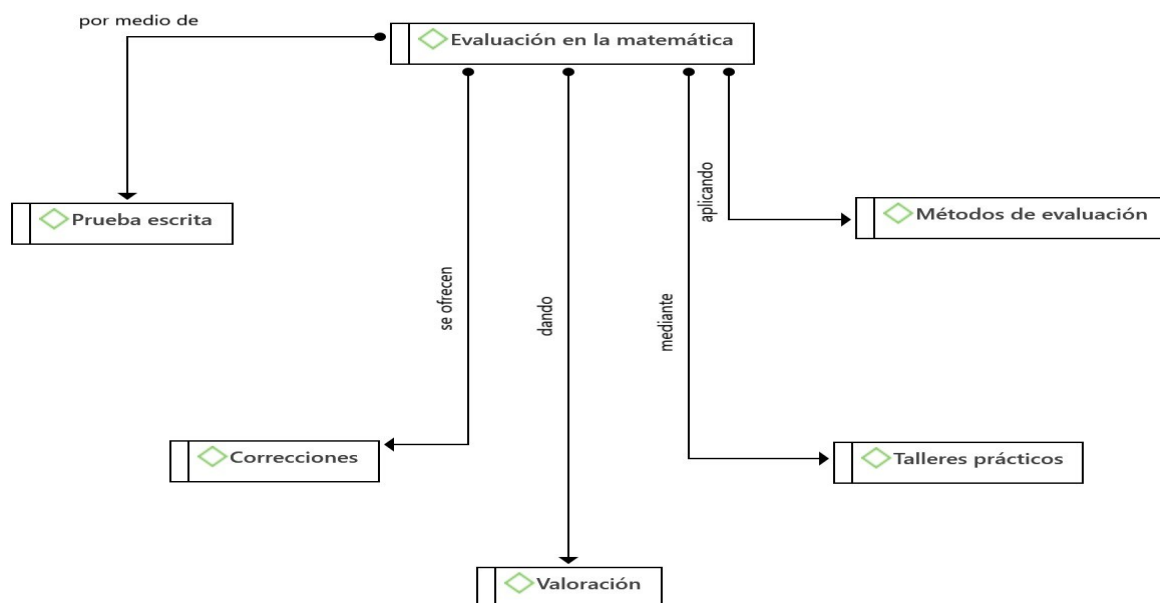 por medio de
Evaluación en la matemática
aplicando
Prueba escrita
Métodos de evaluación
se ofrecen
dando
mediante
Correcciones
Talleres prácticos
Valoración